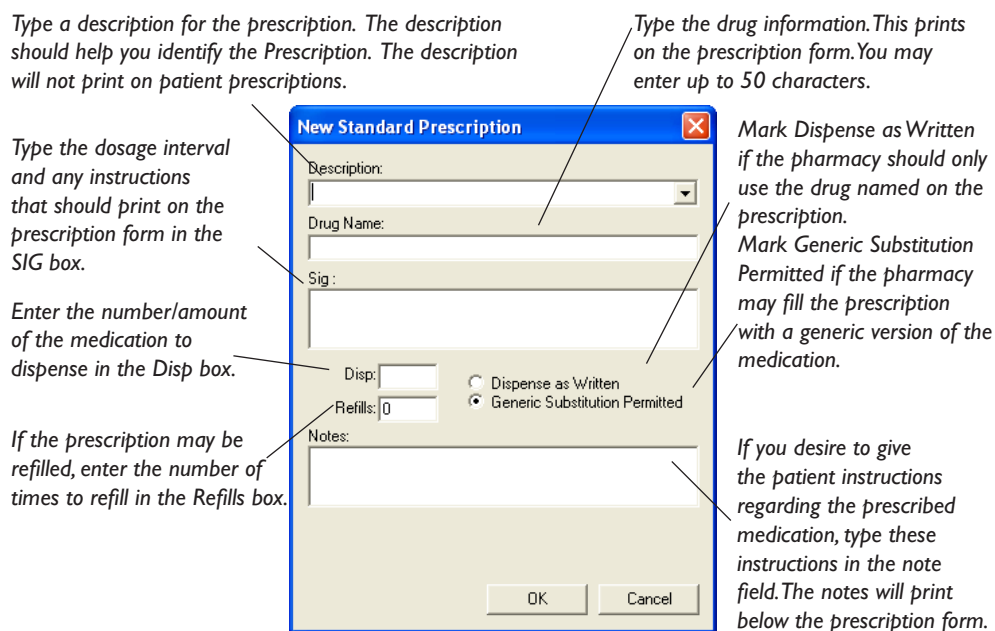 Type a description for the prescription. The description
should help you identify the Prescription. The description
will not print on patient prescriptions.
Type the drug information. This prints
on the prescription form. You may
enter up to 50 characters.
Type the dosage interval
and any instructions
that should print on the
prescription form in the
SIG box.
Enter the number/amount
of the medication to
dispense in the Disp box.
If the prescription may be
refilled, enter the number of
times to refill in the Refills box.
New Standard Prescription
Description:
Drug Name:
Sig :
Disp:
Dispense as Written
Refills: 0
Generic Substitution Permitted
Notes:
OK
Cancel
Mark Dispense as Written
if the pharmacy should only
use the drug named on the
prescription.
Mark Generic Substitution
Permitted if the pharmacy
may fill the prescription
with a generic version of the
medication.
If you desire to give
the patient instructions
regarding the prescribed
medication, type these
instructions in the note
field. The notes will print
below the prescription form.